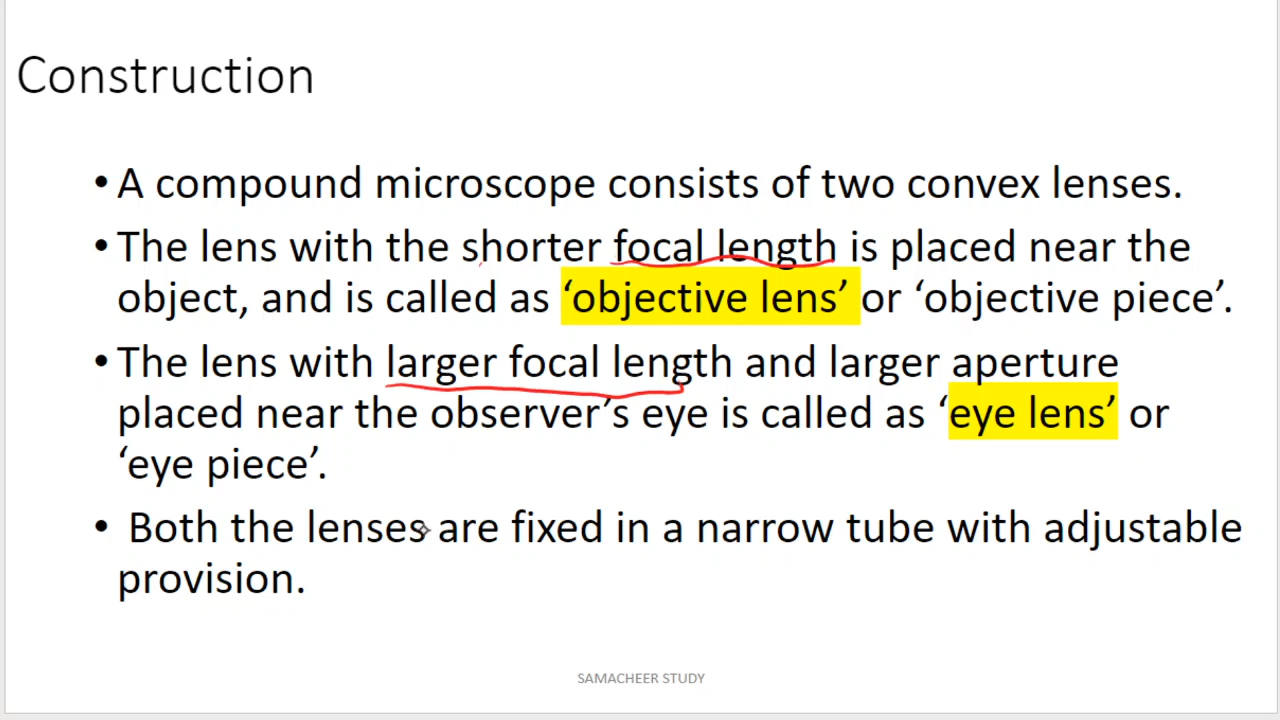 Construction
• A compound microscope consists of two convex lenses.
• The lens with the shorter focal length is placed near the
object, and is called as ‘objective lens’ or ‘objective piece’.
• The lens with larger focal length and larger aperture
placed near the observer’s eye is called as ‘eye lens’ or
‘eye piece’.
• Both the lenses are fixed in a narrow tube with adjustable
provision.
SAMACHEER STUDY